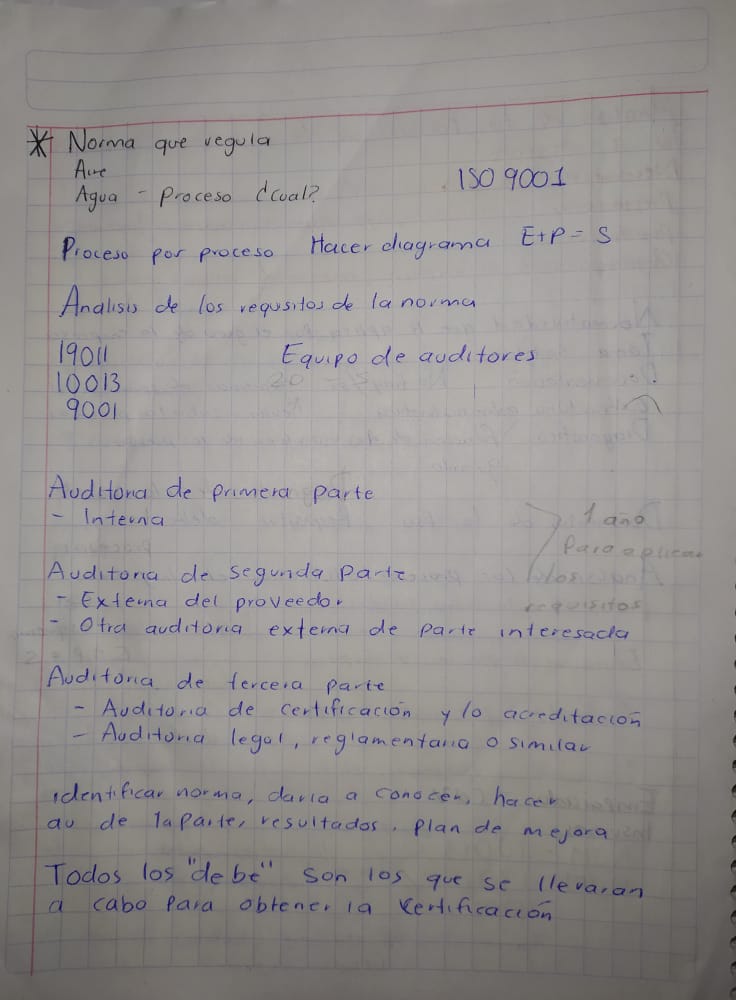 * Norma que regula
Aire
Agua - Proceso ¿cual?
ISO 9001
Proceso por proceso Hacer diagrama E+P = S
Analisis de los requsitos de la norma
19011 Equipo de auditores
10013
9001
Auditoria de primera parte
- Interna
1 año
Para aplicar
requisitos
Auditoria de segunda Parte
- Externa del proveedor
- Otra auditoria externa de parte interesada
Auditoria de tercera parte
- Auditoria de certificación y lo acreditación
- Auditoria legal, reglamentaria o similar
identificar norma, darla a conocer, hacer
au de 1a parte, resultados, plan de mejora
Todos los "debe" son los que se llevaran
a cabo Para obtener la Certificación